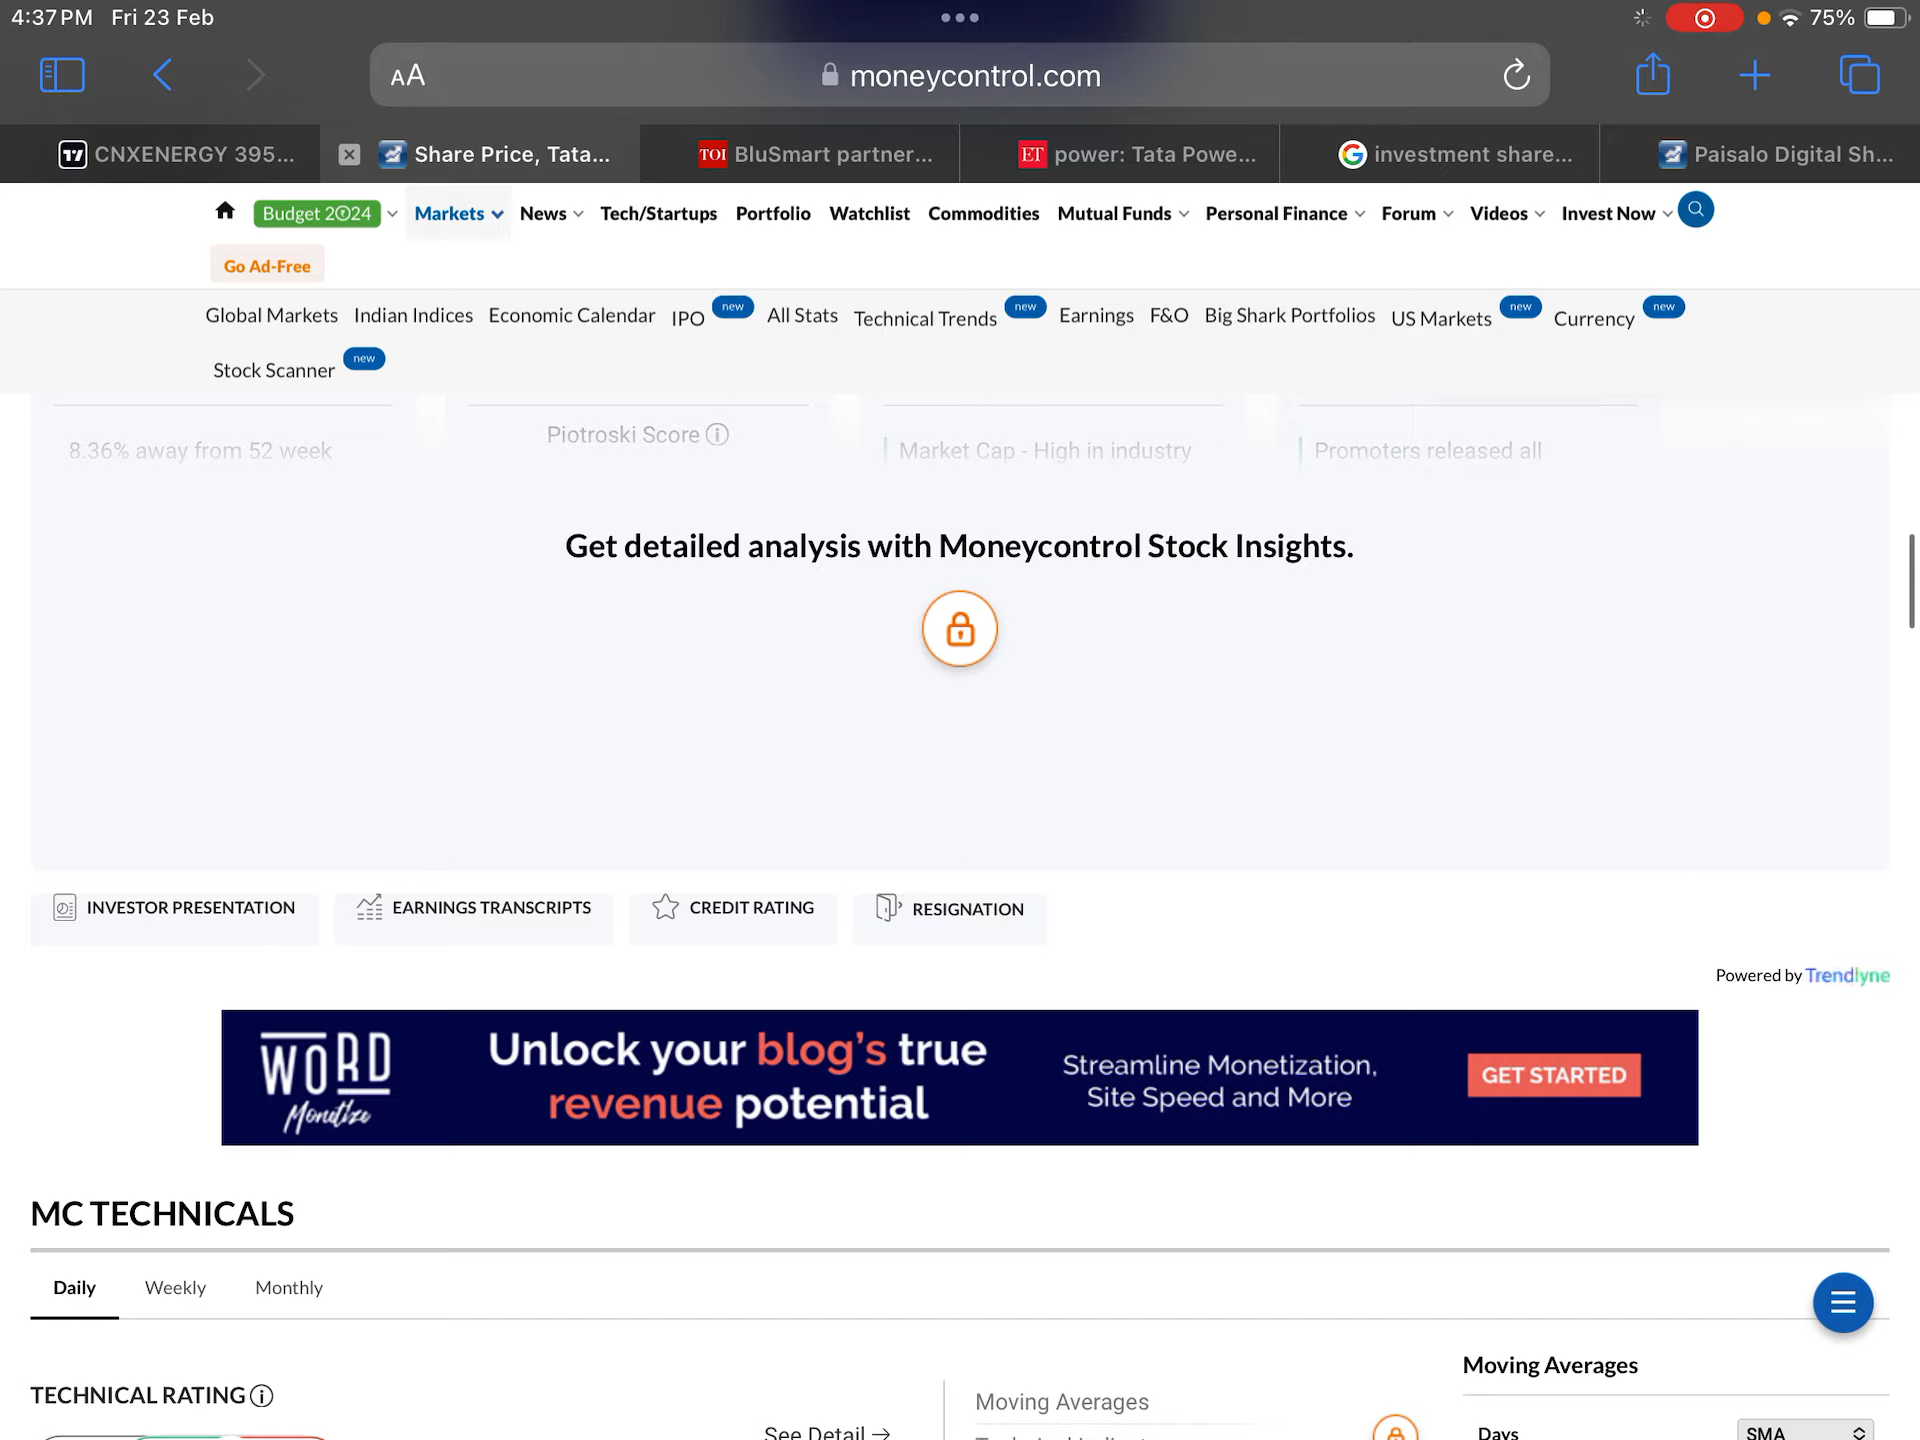 4:37 PM Fri 23 Feb
75%
AA
moneycontrol.com
CNXENERGY 395...
Share Price, Tata...
TOI BluSmart partner...
ET power: Tata Powe...
G investment share...
Paisalo Digital Sh...
Budget 2024 Markets News Tech/Startups Portfolio Watchlist Commodities Mutual Funds Personal Finance Forum Videos Invest Now
Go Ad-Free
Global Markets Indian Indices Economic Calendar IPO new All Stats Technical Trends new Earnings F&O Big Shark Portfolios US Markets new Currency new
Stock Scanner new
8.36% away from 52 week
Piotroski Score
Market Cap - High in industry
Promoters released all
Get detailed analysis with Moneycontrol Stock Insights.
INVESTOR PRESENTATION EARNINGS TRANSCRIPTS CREDIT RATING RESIGNATION
Powered by Trendlyne
WORD
Monetize
Unlock your blog's true
revenue potential
Streamline Monetization,
Site Speed and More
GET STARTED
MC TECHNICALS
Daily Weekly Monthly
TECHNICAL RATING
See Detail →
Moving Averages
Moving Averages
Days
SMA